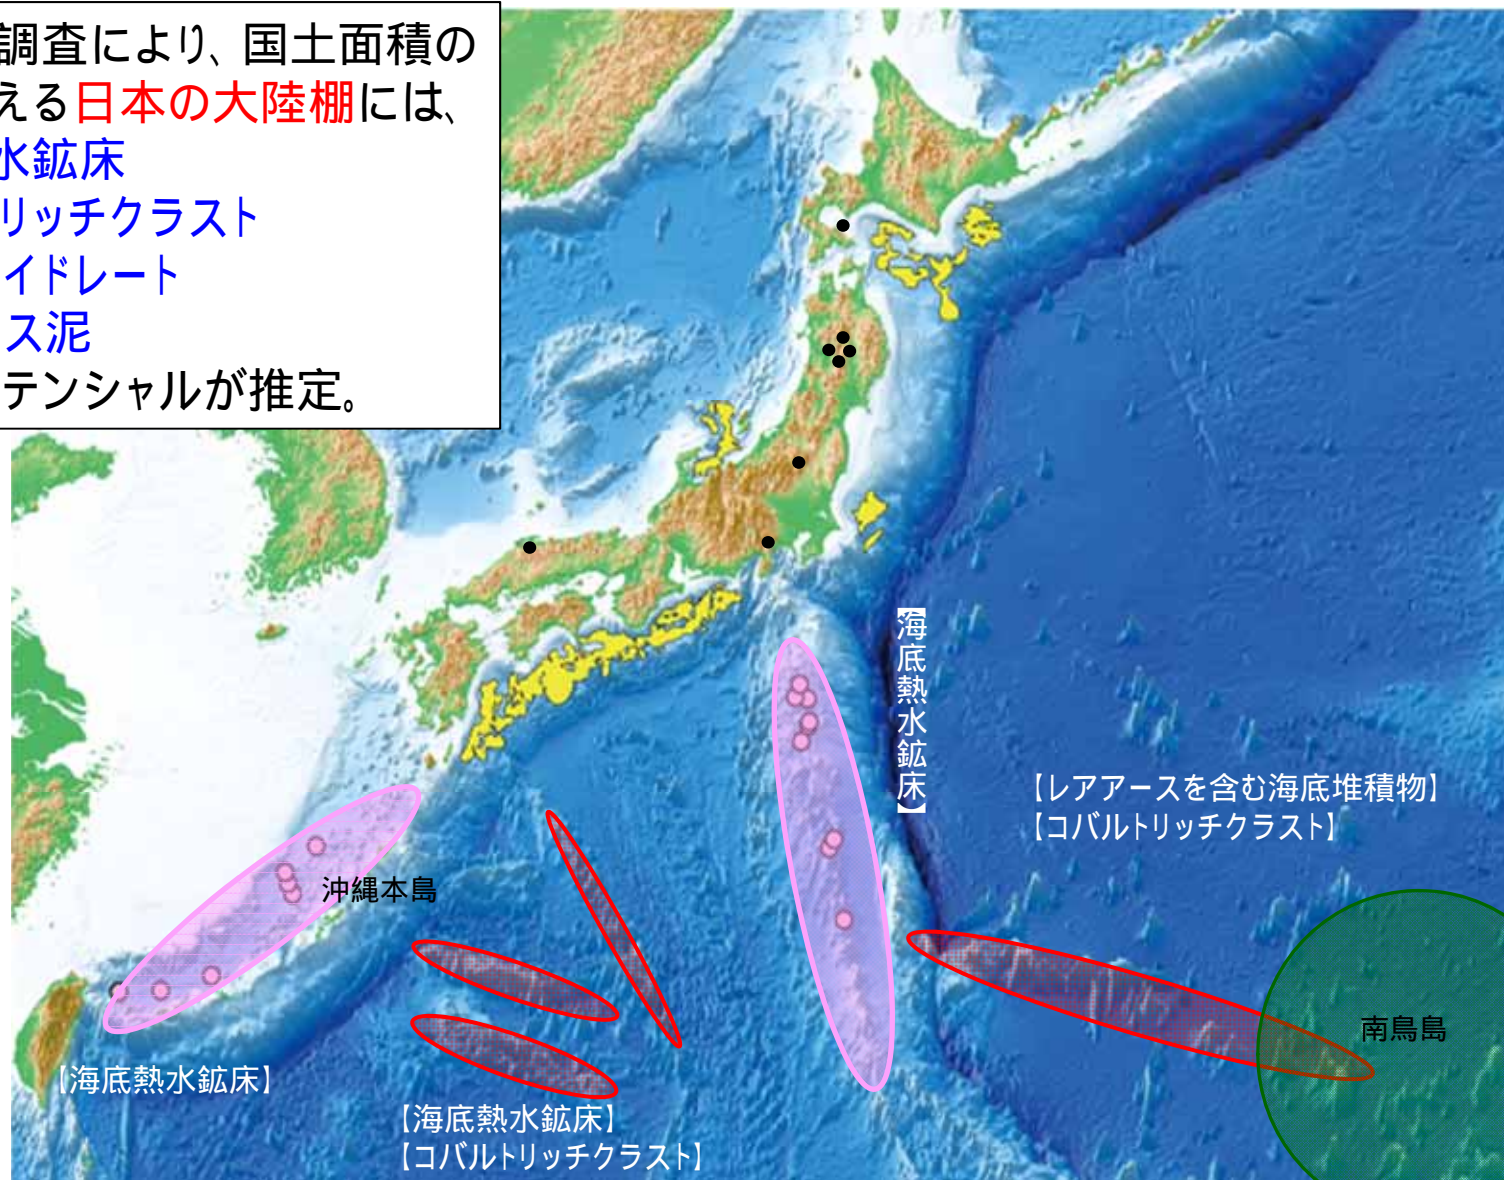 調査により、国土面積の
える日本の大陸棚には、
水鉱床
リッチクラスト
イドレート
ス泥
テンシャルが推定。
【海底熱水鉱床】
【レアアースを含む海底堆積物】
【コバルトリッチクラスト】
沖縄本島
南鳥島
【海底熱水鉱床】
【海底熱水鉱床】
【コバルトリッチクラスト】